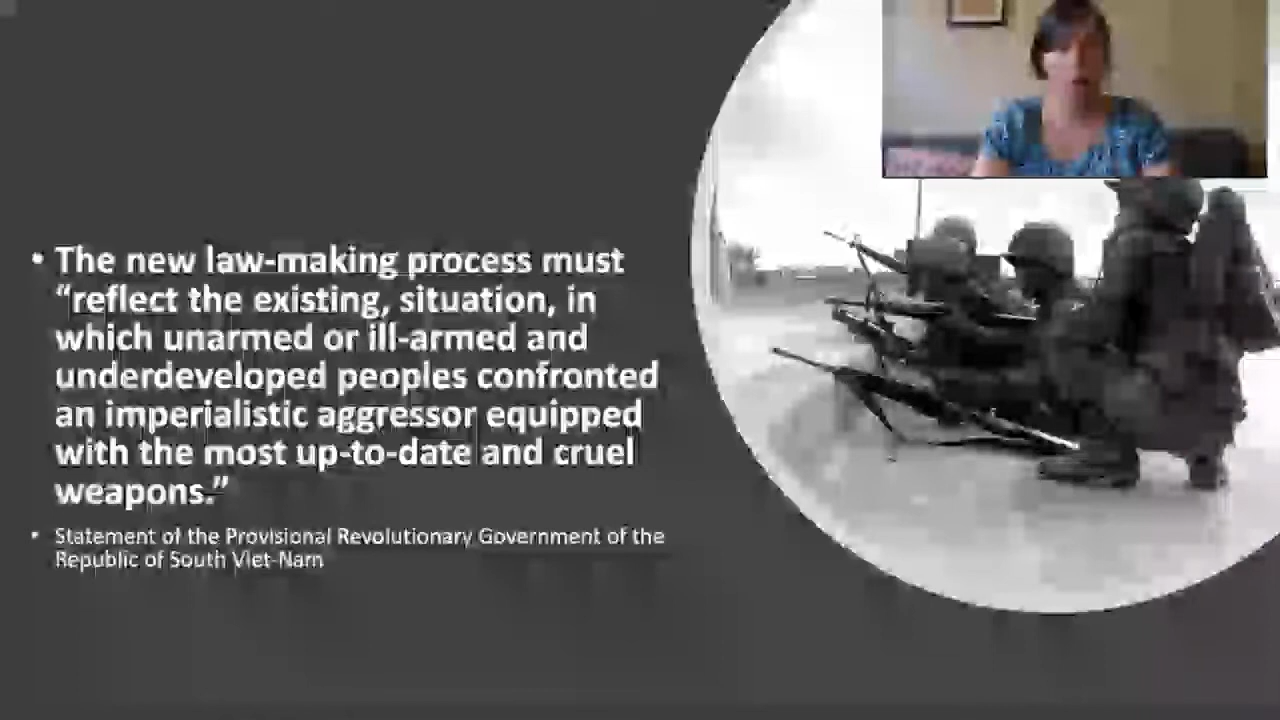 • The new law-making process must
“reflect the existing, situation, in
which unarmed or ill-armed and
underdeveloped peoples confronted
an imperialistic aggressor equipped
with the most up-to-date and cruel
weapons.”
• Statement of the Provisional Revolutionary Government of the
Republic of South Viet-Nam